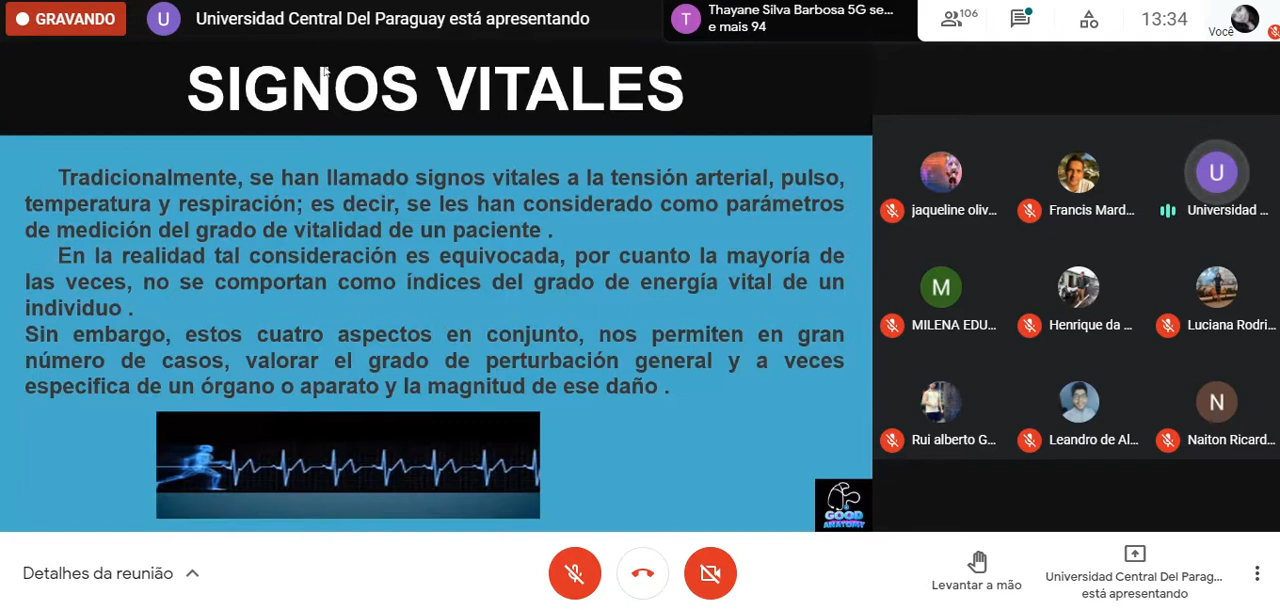 GRAVANDO
U
Universidad Central Del Paraguay está apresentando
T
Thayane Silva Barbosa 5G se...
e mais 94
106
13:34
Você
SIGNOS VITALES
Tradicionalmente, se han llamado signos vitales a la tensión arterial, pulso,
temperatura y respiración; es decir, se les han considerado como parámetros
de medición del grado de vitalidad de un paciente .
En la realidad tal consideración es equivocada, por cuanto la mayoría de
las veces, no se comportan como índices del grado de energía vital de un
individuo .
Sin embargo, estos cuatro aspectos en conjunto, nos permiten en gran
número de casos, valorar el grado de perturbación general y a veces
especifica de un órgano o aparato y la magnitud de ese daño .
GOOD
ANATOMY
U
jaqueline oliv...
Francis Mard...
Universidad ...
M
MILENA EDU...
Henrique da ...
Luciana Rodri...
N
Rui alberto G...
Leandro de Al...
Naiton Ricard...
Detalhes da reunião
Levantar a mão
Universidad Central Del Parag...
está apresentando